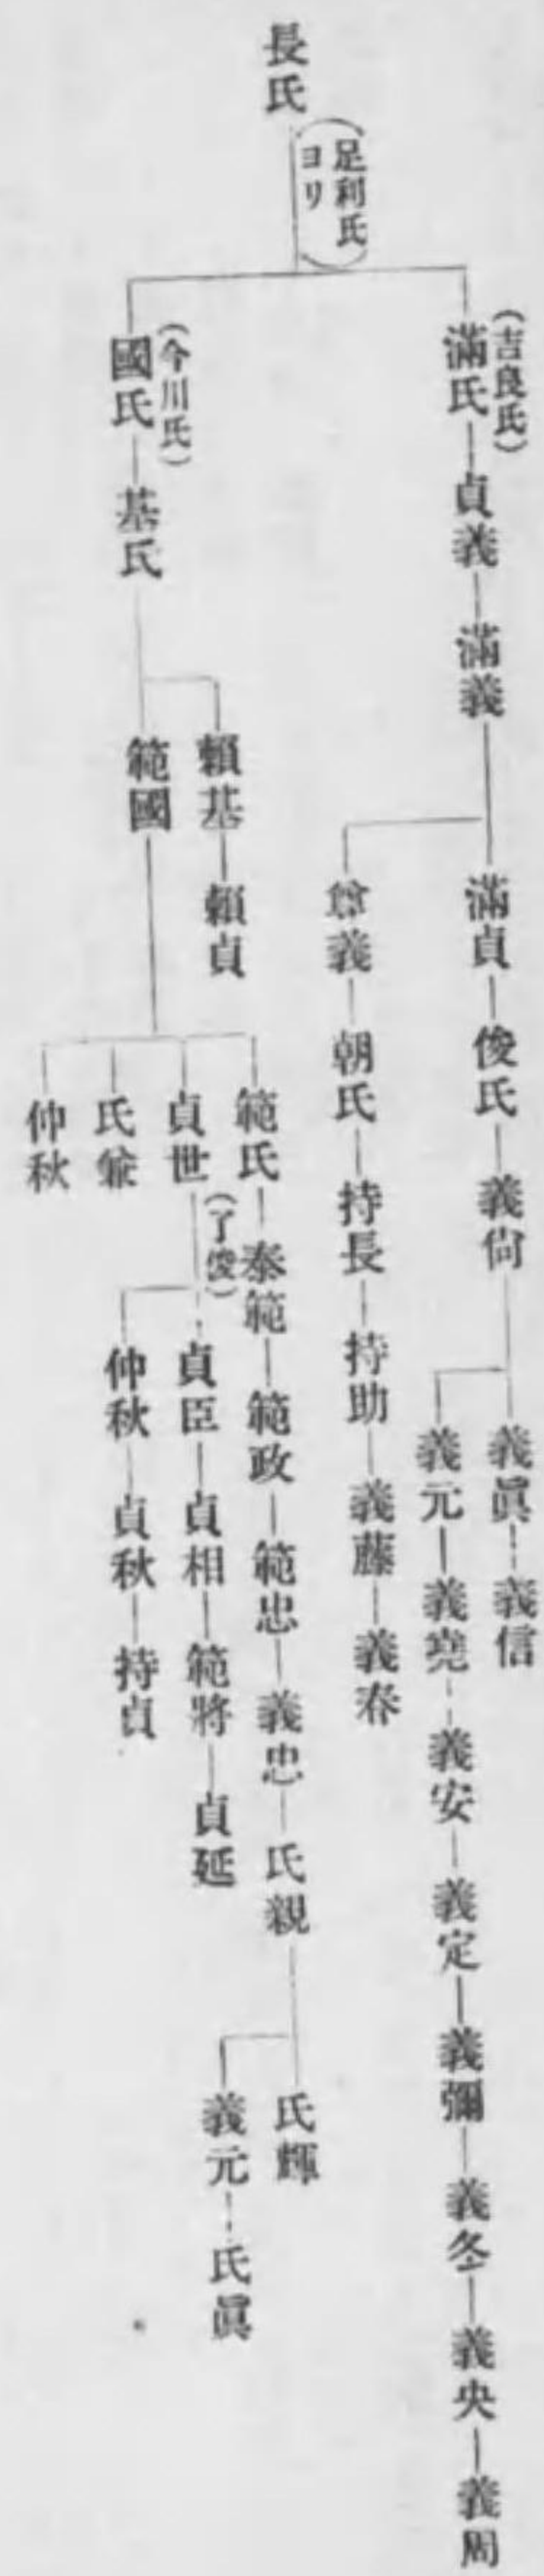 長氏
(足利氏ヨリ)
(吉良氏)
滿氏―貞義―滿義
滿貞―俊氏―義尙
義眞―義信
義元―義堯―義安―義定―義彌―義冬―義央―義周
義―朝氏―持長―持助―義藤―義春
(今川氏)
國氏―基氏
賴基―賴貞
範國
範氏―泰範―範政―範忠―義忠―氏親
氏輝
義元―氏眞
貞世(了俊)
貞臣―貞相―範將―貞延
仲秋―貞秋―持貞
氏兼
仲秋